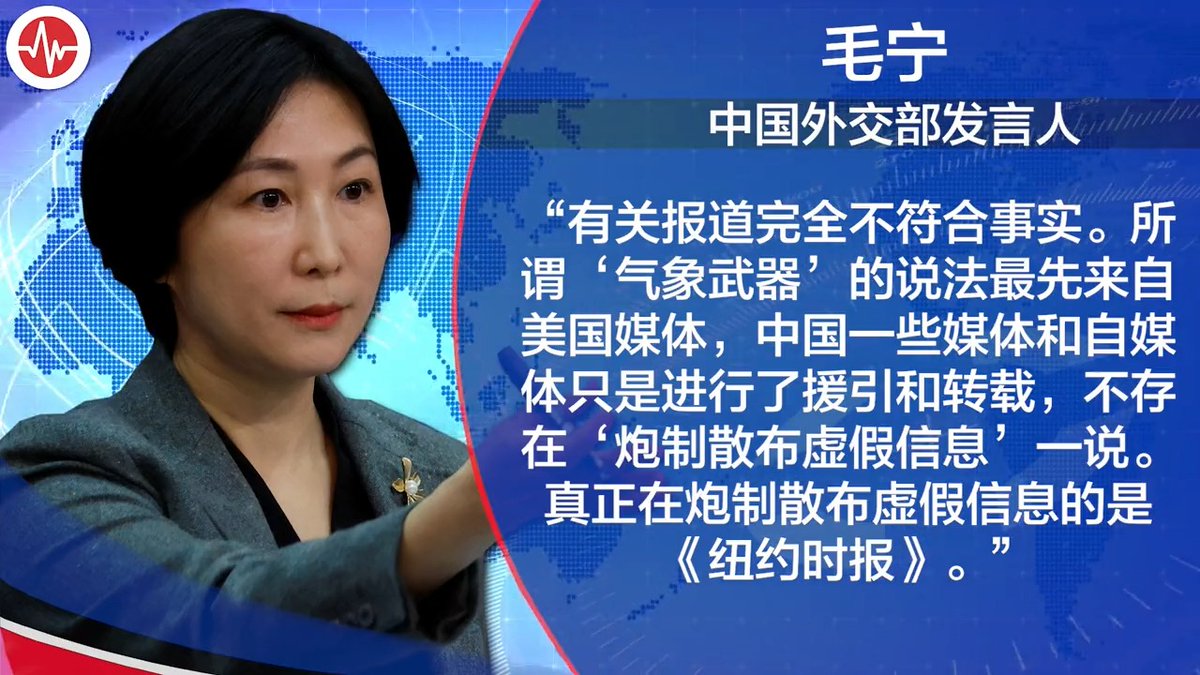 毛宁
中国外交部发言人
“有关报道完全不符合事实。所
谓‘气象武器’的说法最先来自
美国媒体，中国一些媒体和自媒
体只是进行了援引和转载，不存
在‘炮制散布虚假信息’一说。
真正在炮制散布虚假信息的是
《纽约时报》。”